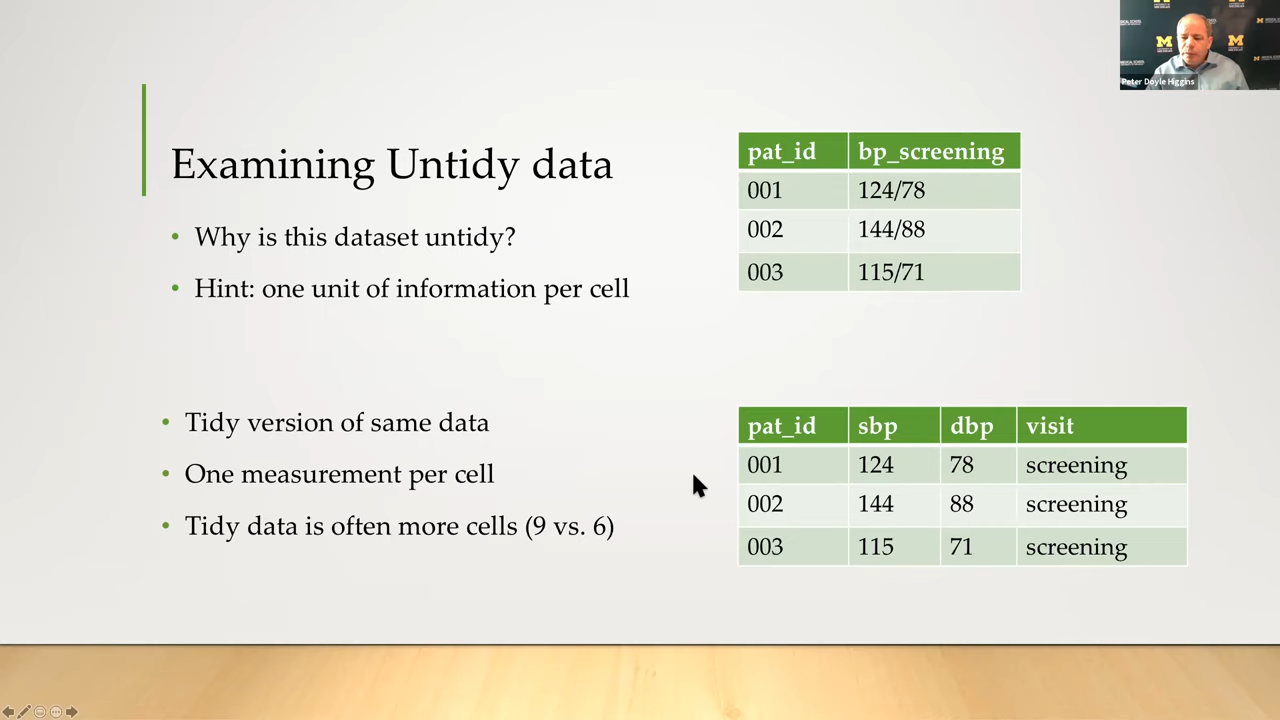 Examining Untidy data
• Why is this dataset untidy?
• Hint: one unit of information per cell
pat_id bp_screening
001 124/78
002 144/88
003 115/71
• Tidy version of same data
• One measurement per cell
• Tidy data is often more cells (9 vs. 6)
pat_id sbp dbp visit
001 124 78 screening
002 144 88 screening
003 115 71 screening
Peter Doyle Higgins